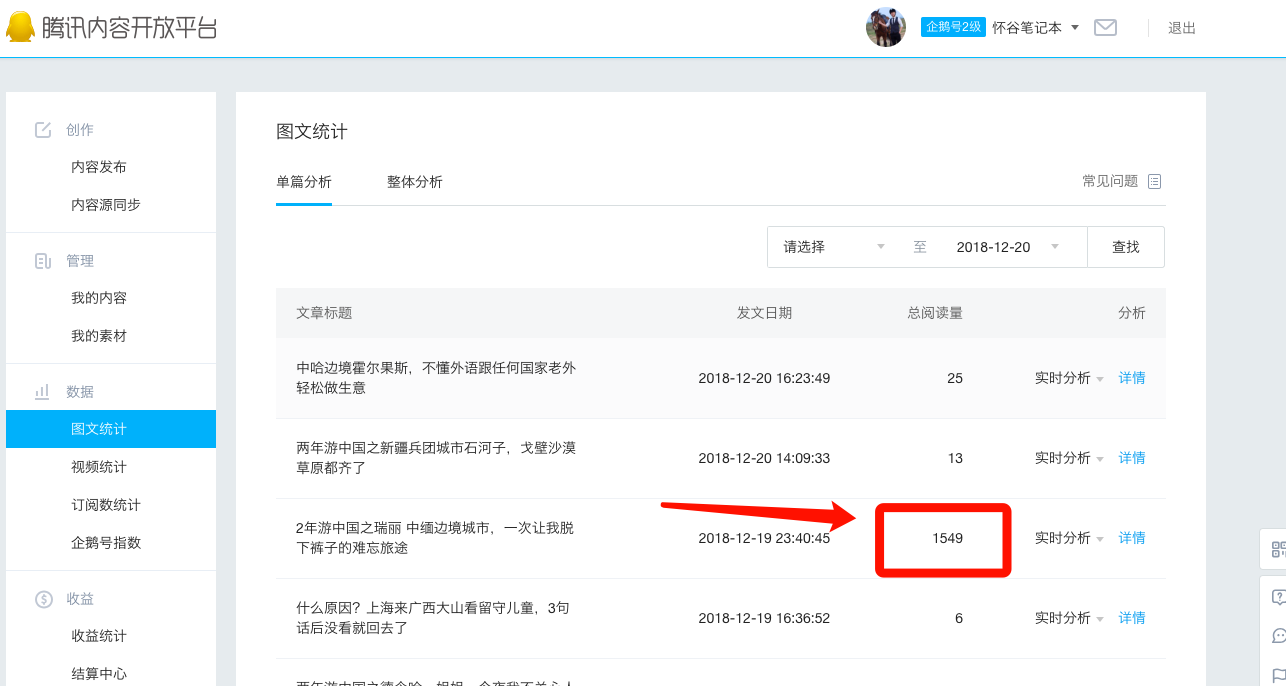 腾讯内容开放平台
企鹅号2级 怀谷笔记本
退出
创作
内容发布
内容源同步
管理
我的内容
我的素材
数据
图文统计
视频统计
订阅数统计
企鹅号指数
收益
收益统计
结算中心
图文统计
单篇分析 整体分析 常见问题
请选择 至 2018-12-20 查找
文章标题 发文日期 总阅读量 分析
中哈边境霍尔果斯，不懂外语跟任何国家老外
轻松做生意
2018-12-20 16:23:49 25 实时分析 详情
两年游中国之新疆兵团城市石河子，戈壁沙漠
草原都齐了
2018-12-20 14:09:33 13 实时分析 详情
2年游中国之瑞丽 中缅边境城市，一次让我脱
下裤子的难忘旅途
2018-12-19 23:40:45 1549 实时分析 详情
什么原因？上海来广西大山看留守儿童，3句
话后没看就回去了
2018-12-19 16:36:52 6 实时分析 详情